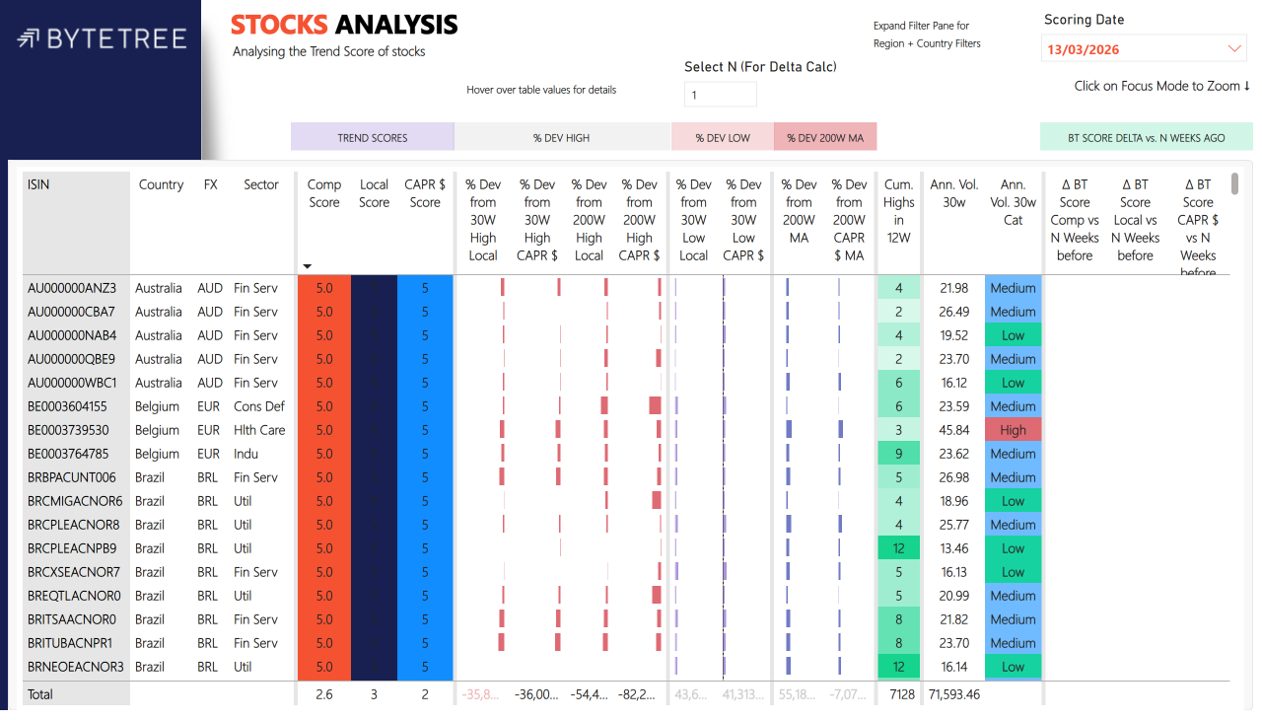 BYTETREE
STOCKS ANALYSIS
Analysing the Trend Score of stocks
Hover over table values for details
Select N (For Delta Calc)
1
Expand Filter Pane for
Region + Country Filters
Scoring Date
13/03/2026
Click on Focus Mode to Zoom ↓
TREND SCORES % DEV HIGH % DEV LOW % DEV 200W MA BT SCORE DELTA vs. N WEEKS AGO
ISIN Country FX Sector Comp Local CAPR $ % Dev % Dev % Dev % Dev % Dev % Dev % Dev % Dev Cum. Ann. Vol. Ann. Δ BT Δ BT Δ BT
Score Score Score from from from from from from from from Highs 30w Vol. 30w Score Score Score
30W 30W 200W 200W 30W 30W 200W 200W in Cat Comp vs Local vs CAPR $
High High High High Low Low MA CAPR 12W N Weeks N Weeks vs N
Local CAPR $ Local CAPR $ Local CAPR $ $ MA before before Weeks
before
AU000000ANZ3 Australia AUD Fin Serv 5.0 5 4 21.98 Medium
AU000000CBA7 Australia AUD Fin Serv 5.0 5 2 26.49 Medium
AU000000NAB4 Australia AUD Fin Serv 5.0 5 4 19.52 Low
AU000000QBE9 Australia AUD Fin Serv 5.0 5 2 23.70 Medium
AU000000WBC1 Australia AUD Fin Serv 5.0 5 6 16.12 Low
BE0003604155 Belgium EUR Cons Def 5.0 5 6 23.59 Medium
BE0003739530 Belgium EUR Hlth Care 5.0 5 3 45.84 High
BE0003764785 Belgium EUR Indu 5.0 5 9 23.62 Medium
BRBPACUNT006 Brazil BRL Fin Serv 5.0 5 5 26.98 Medium
BRCMIGACNOR6 Brazil BRL Util 5.0 5 4 18.96 Low
BRCPLEACNOR8 Brazil BRL Util 5.0 5 4 25.77 Medium
BRCPLEACNPB9 Brazil BRL Util 5.0 5 12 13.46 Low
BRCXSEACNOR7 Brazil BRL Fin Serv 5.0 5 5 16.13 Low
BREQTLACNOR0 Brazil BRL Util 5.0 5 5 20.99 Medium
BRITSAACNOR0 Brazil BRL Fin Serv 5.0 5 8 21.82 Medium
BRITUBACNPR1 Brazil BRL Fin Serv 5.0 5 8 23.70 Medium
BRNEOEACNOR3 Brazil BRL Util 5.0 5 12 16.14 Low
Total 2.6 3 2 -35,8... -36,00... -54,4... -82,2... 43,6... 41,313... 55,18... -7,07... 7128 71,593.46